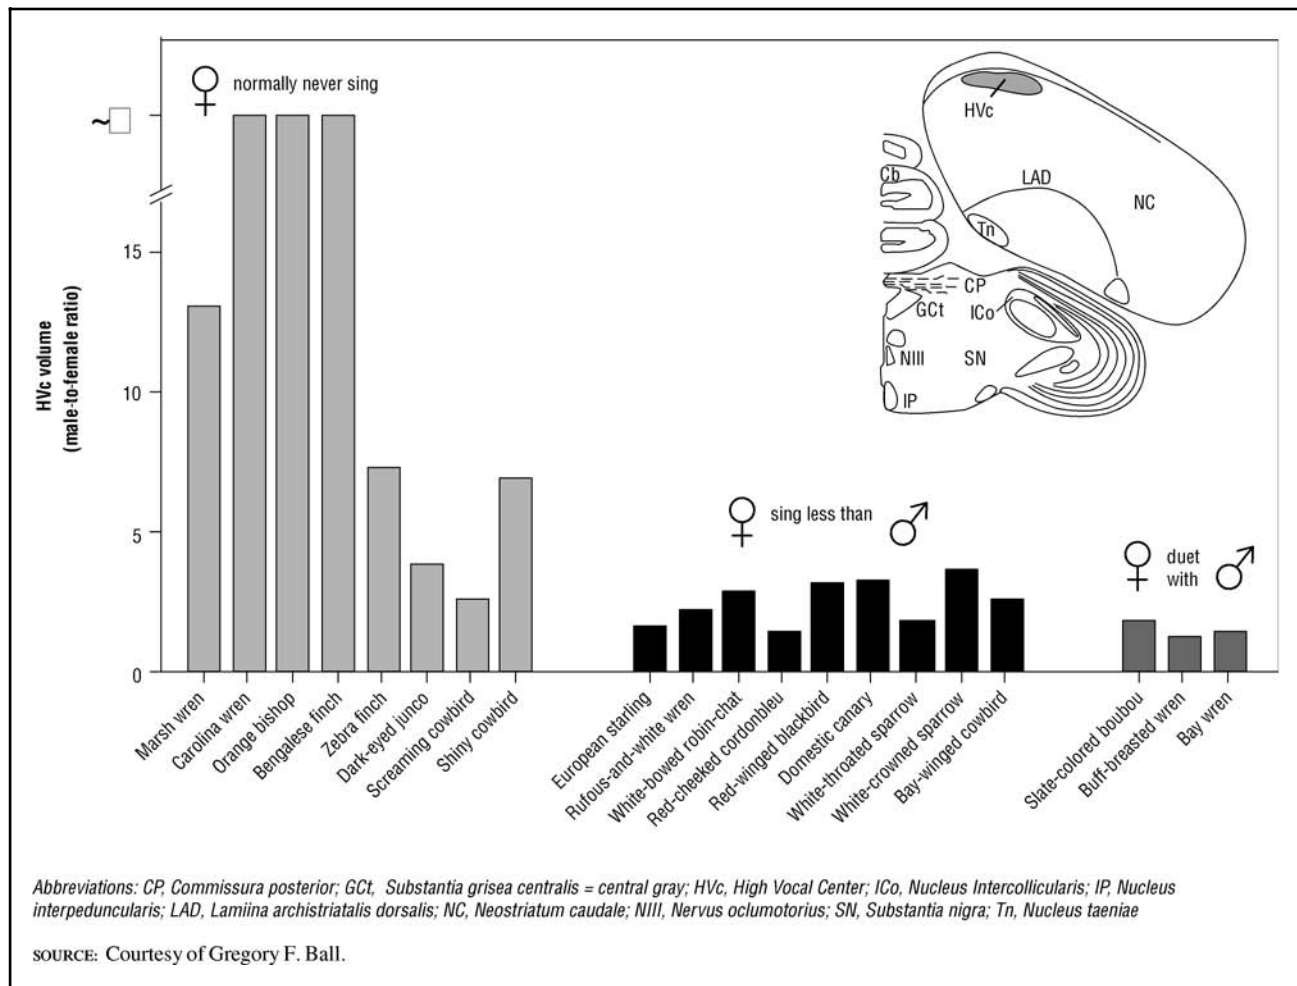 ♀ normally never sing
~□
15
10
5
0
HVc volume
(male-to-female ratio)
HVc
Cb
LAD
NC
Tn
CP
GCt
ICo
NIII
SN
IP
♀ sing less than ♂
♀ duet
with ♂
Marsh wren
Carolina wren
Orange bishop
Bengalese finch
Zebra finch
Dark-eyed junco
Screaming cowbird
Shiny cowbird
European starling
Rufous-and-white wren
White-bowed robin-chat
Red-cheeked cordonbleu
Red-winged blackbird
Domestic canary
White-throated sparrow
White-crowned sparrow
Bay-winged cowbird
Slate-colored boubou
Buff-breasted wren
Bay wren
Abbreviations: CP, Commissura posterior; GCt, Substantia grisea centralis = central gray; HVc, High Vocal Center; ICo, Nucleus Intercollicularis; IP, Nucleus
interpeduncularis; LAD, Lamiina archistriatalis dorsalis; NC, Neostriatum caudale; NIII, Nervus oclumotorius; SN, Substantia nigra; Tn, Nucleus taeniae
SOURCE: Courtesy of Gregory F. Ball.